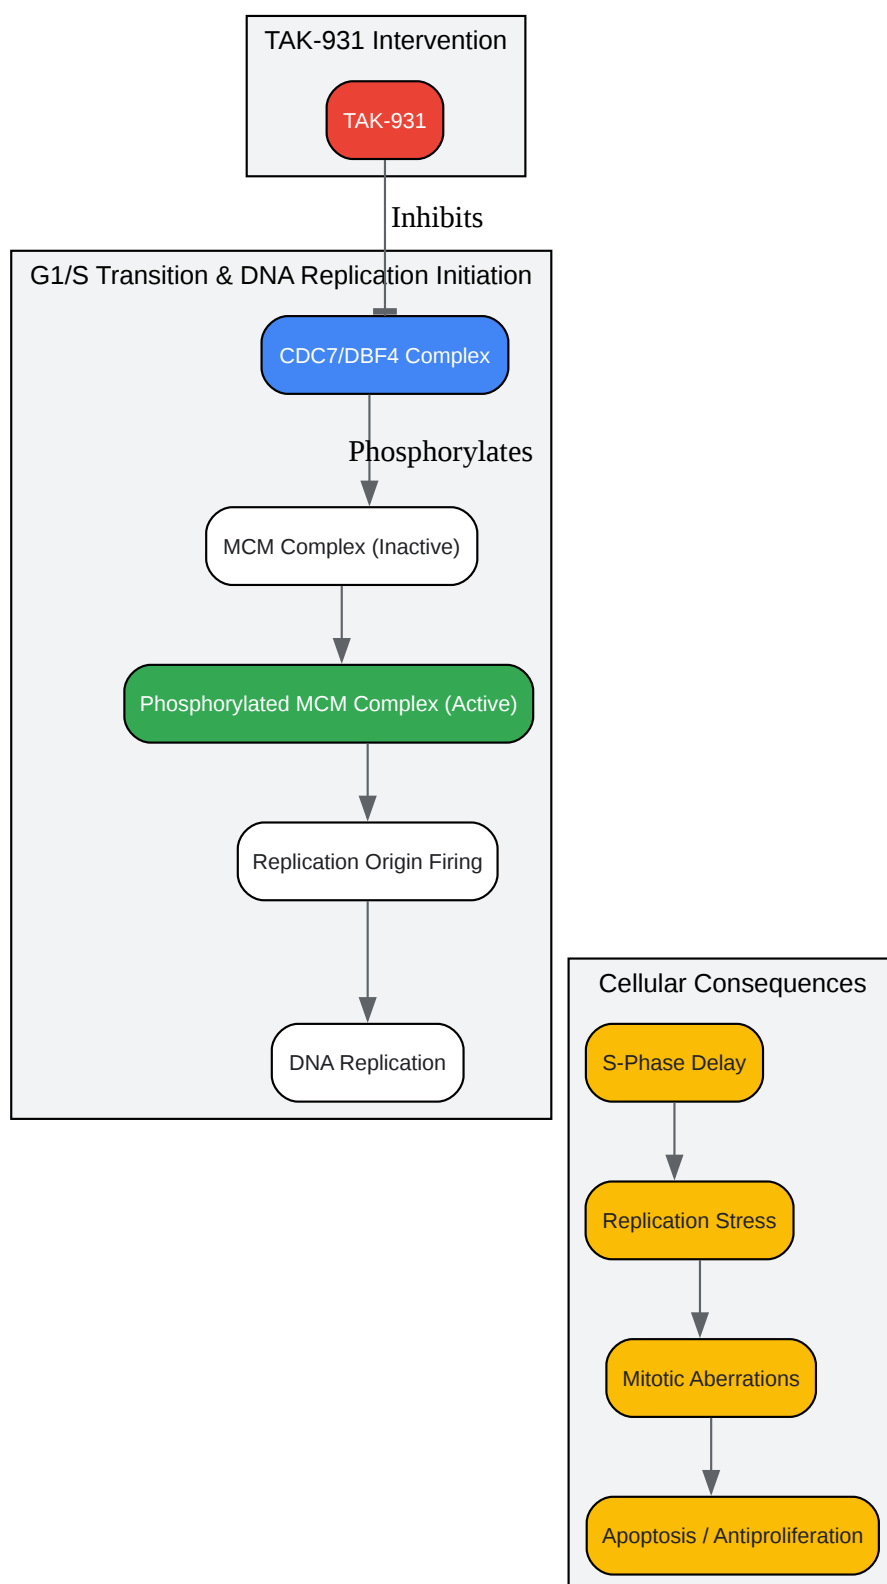 TAK-931 Intervention
TAK-931
Inhibits
G1/S Transition & DNA Replication Initiation
CDC7/DBF4 Complex
Phosphorylates
MCM Complex (Inactive)
Phosphorylated MCM Complex (Active)
Replication Origin Firing
DNA Replication
Cellular Consequences
S-Phase Delay
Replication Stress
Mitotic Aberrations
Apoptosis / Antiproliferation